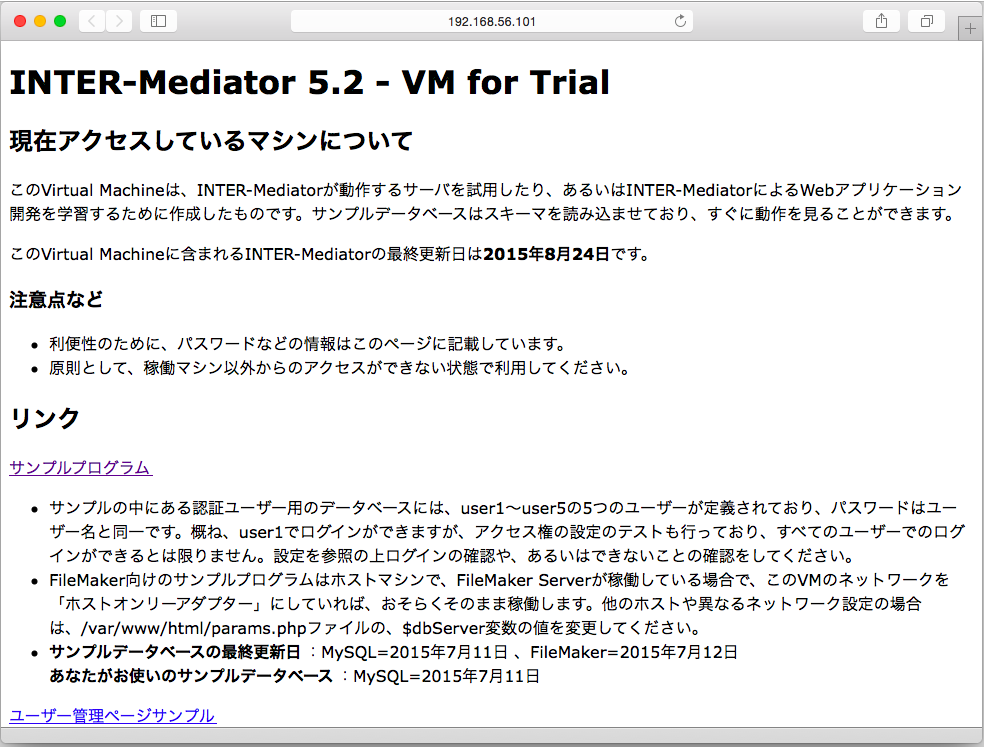 192.168.56.101
INTER-Mediator 5.2 - VM for Trial
現在アクセスしているマシンについて
このVirtual Machineは、INTER-Mediatorが動作するサーバを試用したり、あるいはINTER-MediatorによるWebアプリケーション
開発を学習するために作成したものです。サンプルデータベースはスキーマを読み込ませており、すぐに動作を見ることができます。
このVirtual Machineに含まれるINTER-Mediatorの最終更新日は2015年8月24日です。
注意点など
• 利便性のために、パスワードなどの情報はこのページに記載しています。
• 原則として、稼働マシン以外からのアクセスができない状態で利用してください。
リンク
サンプルプログラム
• サンプルの中にある認証ユーザー用のデータベースには、user1〜user5の5つのユーザーが定義されており、パスワードはユー
ザー名と同一です。概ね、user1でログインができますが、アクセス権の設定のテストも行っており、すべてのユーザーでのログ
インができるとは限りません。設定を参照の上ログインの確認や、あるいはできないことの確認をしてください。
• FileMaker向けのサンプルプログラムはホストマシンで、FileMaker Serverが稼働している場合で、このVMのネットワークを
「ホストオンリーアダプター」にしていれば、おそらくそのまま稼働します。他のホストや異なるネットワーク設定の場合
は、/var/www/html/params.phpファイルの、$dbServer変数の値を変更してください。
• サンプルデータベースの最終更新日 ：MySQL=2015年7月11日 、FileMaker=2015年7月12日
あなたがお使いのサンプルデータベース ：MySQL=2015年7月11日
ユーザー管理ページサンプル